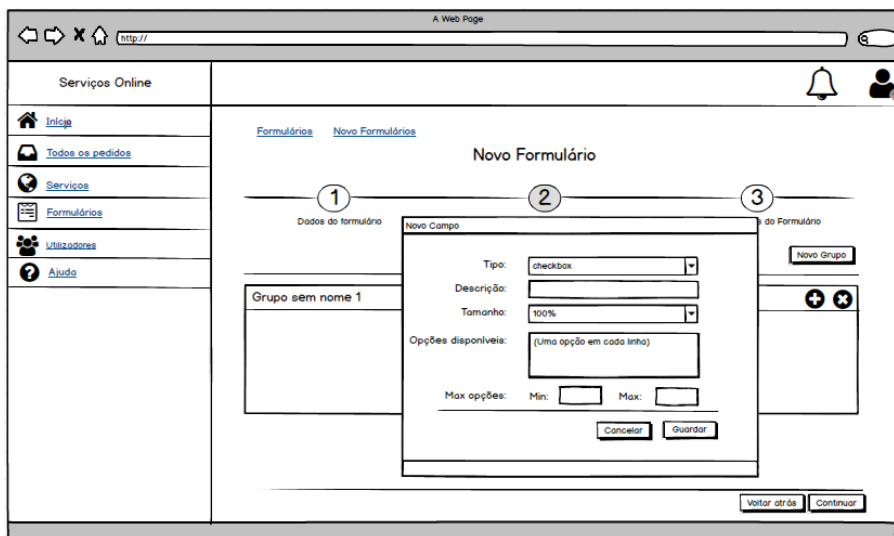 A Web Page
http://
Serviços Online
Início
Todos os pedidos
Serviços
Formulários
Utilizadores
Ajuda
Formulários Novo Formulários
Novo Formulário
1 2 3
Dados do formulário
s do Formulário
Novo Grupo
Grupo sem nome 1
Novo Campo
Tipo: checkbox
Descrição:
Tamanho: 100%
Opções disponíveis: (Uma opção em cada linha)
Max opções: Min: Max:
Cancelar Guardar
Voltar atrás Continuar